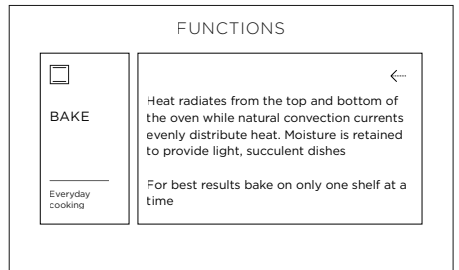 FUNCTIONS
BAKE
Everyday
cooking
Heat radiates from the top and bottom of
the oven while natural convection currents
evenly distribute heat. Moisture is retained
to provide light, succulent dishes
For best results bake on only one shelf at a
time